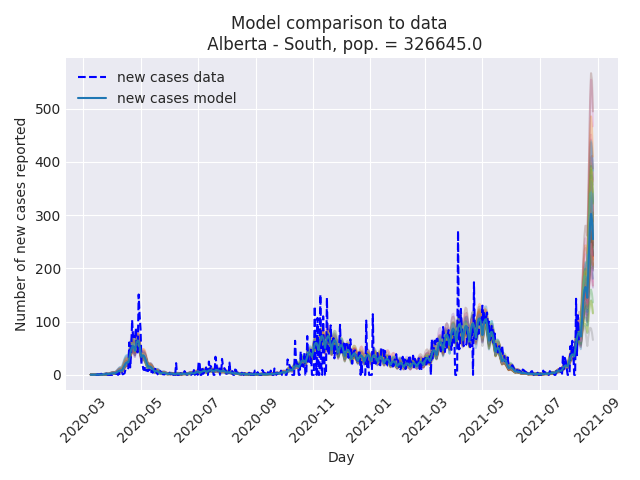 Model comparison to data
Alberta - South, pop. = 326645.0
new cases data
new cases model
Number of new cases reported
500
400
300
200
100
0
2020-03
2020-05
2020-07
2020-09
2020-11
2021-01
2021-03
2021-05
2021-07
2021-09
Day